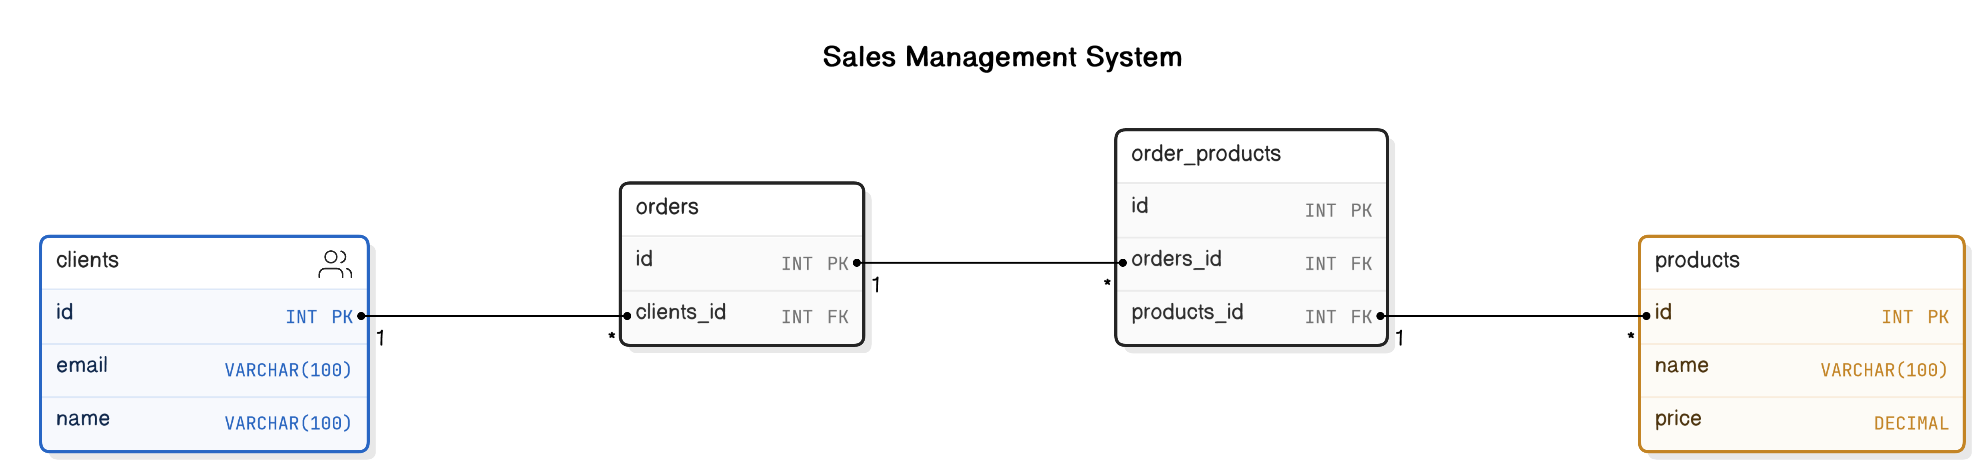 Sales Management System
clients
id INT PK
email VARCHAR(100)
name VARCHAR(100)
1
*
orders
id INT PK
clients_id INT FK
1
*
order_products
id INT PK
orders_id INT FK
products_id INT FK
1
*
products
id INT PK
name VARCHAR(100)
price DECIMAL